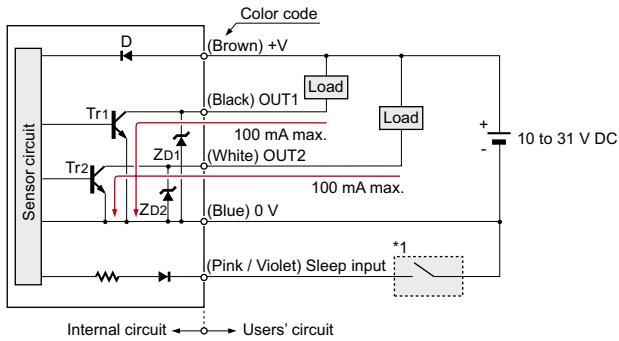 Color code
D
(Brown) +V
Load
(Black) OUT1
Tr1
Load
100 mA max.
+
10 to 31 V DC
-
Sensor circuit
ZD1
(White) OUT2
Tr2
100 mA max.
ZD2
(Blue) 0 V
*1
(Pink / Violet) Sleep input
Internal circuit
Users' circuit